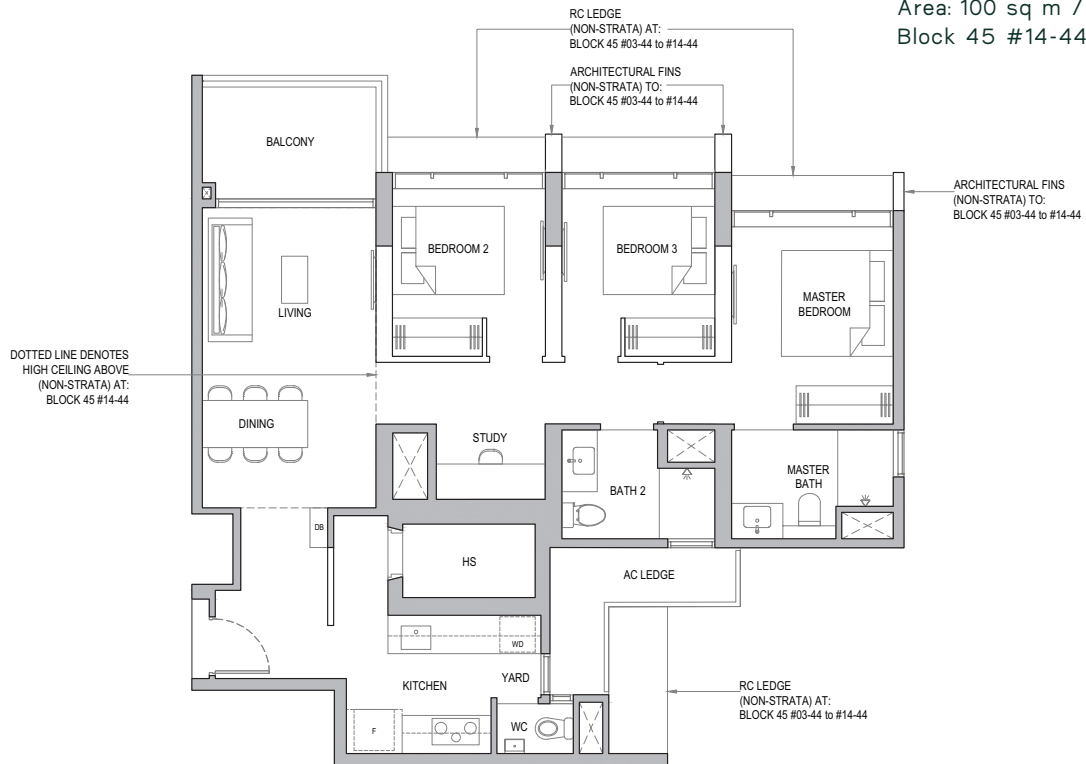 Area: 100 sq m /
Block 45 #14-44
RC LEDGE
(NON-STRATA) AT:
BLOCK 45 #03-44 to #14-44
ARCHITECTURAL FINS
(NON-STRATA) TO:
BLOCK 45 #03-44 to #14-44
BALCONY
ARCHITECTURAL FINS
(NON-STRATA) TO:
BLOCK 45 #03-44 to #14-44
BEDROOM 2
BEDROOM 3
MASTER
BEDROOM
LIVING
DOTTED LINE DENOTES
HIGH CEILING ABOVE
(NON-STRATA) AT:
BLOCK 45 #14-44
DINING
STUDY
BATH 2
MASTER
BATH
DB
HS
AC LEDGE
WD
KITCHEN
YARD
RC LEDGE
(NON-STRATA) AT:
BLOCK 45 #03-44 to #14-44
F
WC